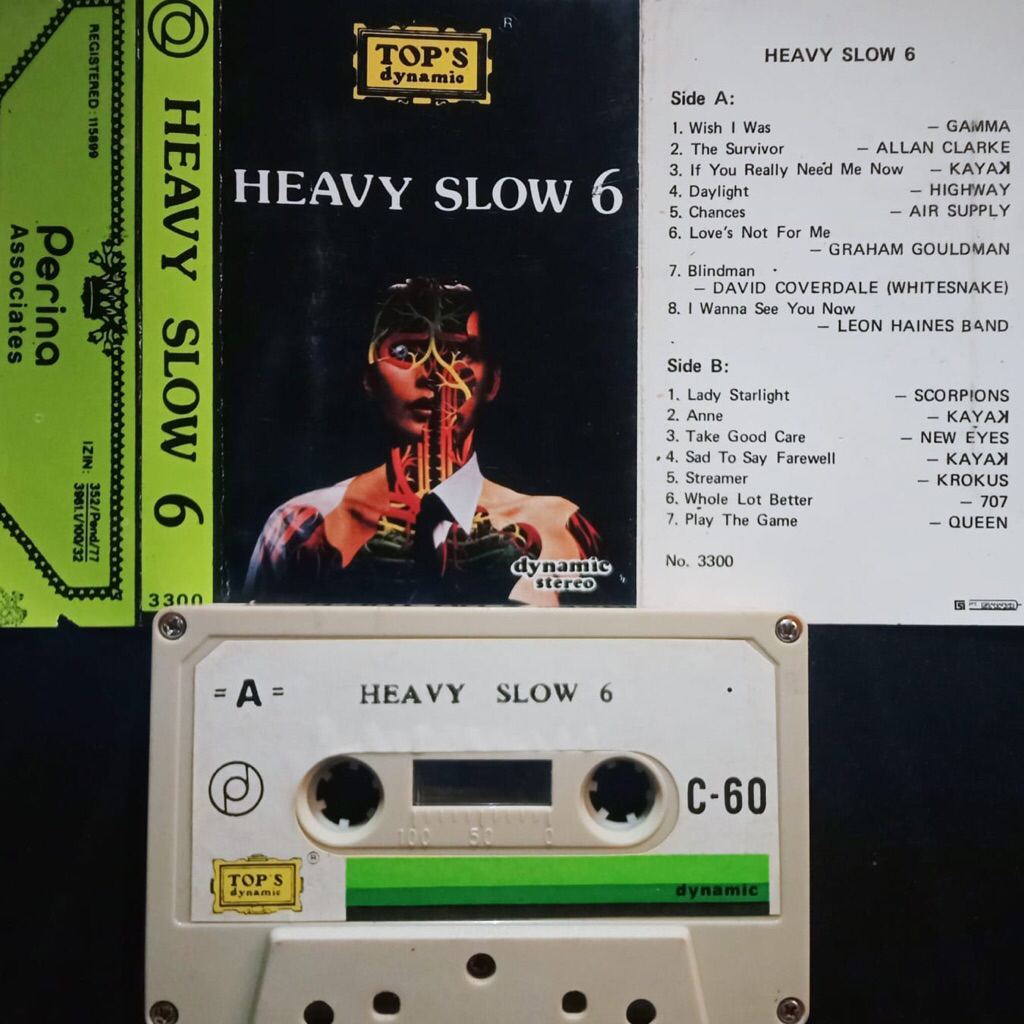 REGISTERED : 115899
Perina
Associates
IZIN: 352/Pend/77
3961.1/100/32
HEAVY SLOW 6
3300
®
TOP'S
dynamic
HEAVY SLOW 6
dynamic
stereo
HEAVY SLOW 6
Side A:
1. Wish I Was – GAMMA
2. The Survivor – ALLAN CLARKE
3. If You Really Need Me Now – KAYAK
4. Daylight – HIGHWAY
5. Chances – AIR SUPPLY
6. Love's Not For Me
– GRAHAM GOULDMAN
7. Blindman
– DAVID COVERDALE (WHITESNAKE)
8. I Wanna See You Now
– LEON HAINES BAND
Side B:
1. Lady Starlight – SCORPIONS
2. Anne – KAYAK
3. Take Good Care – NEW EYES
4. Sad To Say Farewell – KAYAK
5. Streamer – KROKUS
6. Whole Lot Better – 707
7. Play The Game – QUEEN
No. 3300
= A = HEAVY SLOW 6
C-60
100 50 0
®
TOP'S
dynamic
dynamic